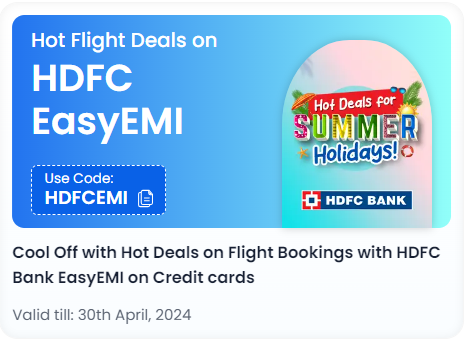 Hot Flight Deals on
HDFC
EasyEMI
Use Code:
HDFCEMI
Hot Deals for
SUMMER
Holidays!
HDFC BANK
Cool Off with Hot Deals on Flight Bookings with HDFC
Bank EasyEMI on Credit cards
Valid till: 30th April, 2024